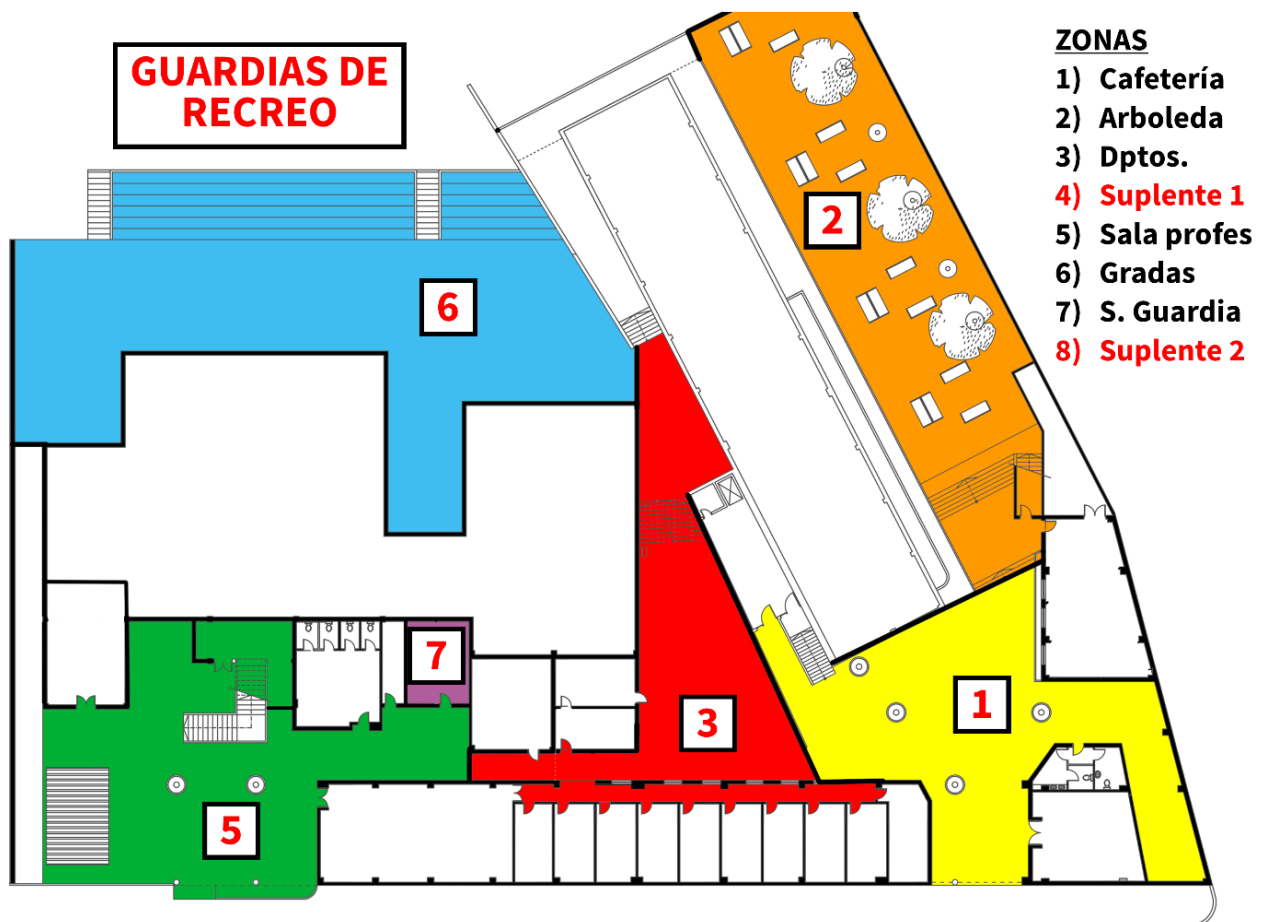 GUARDIAS DE
RECREO
ZONAS
1) Cafetería
2) Arboleda
3) Dptos.
4) Suplente 1
5) Sala profes
6) Gradas
7) S. Guardia
8) Suplente 2
2
6
7
3
1
5